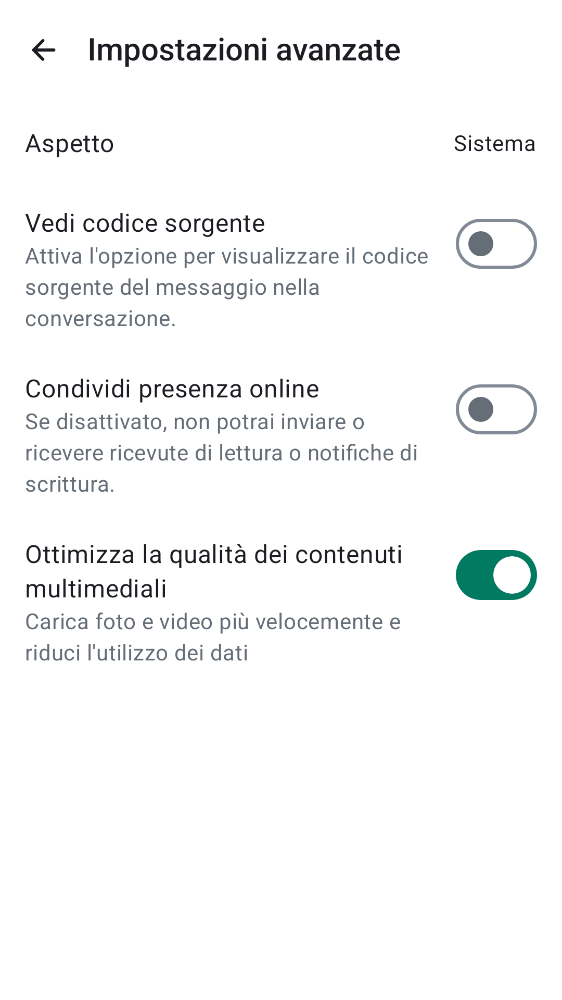 Impostazioni avanzate
Aspetto
Sistema
Vedi codice sorgente
Attiva l'opzione per visualizzare il codice
sorgente del messaggio nella
conversazione.
Condividi presenza online
Se disattivato, non potrai inviare o
ricevere ricevute di lettura o notifiche di
scrittura.
Ottimizza la qualità dei contenuti
multimediali
Carica foto e video più velocemente e
riduci l'utilizzo dei dati